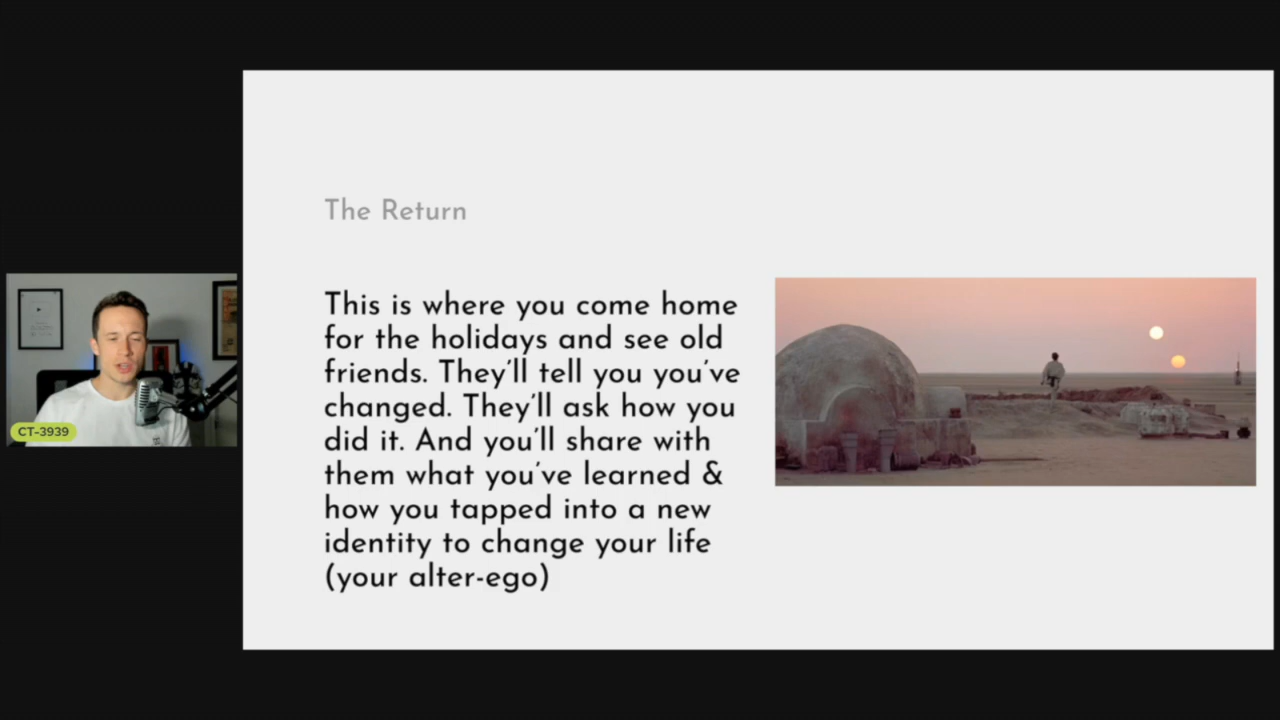 The Return
This is where you come home
for the holidays and see old
friends. They'll tell you you've
changed. They'll ask how you
did it. And you'll share with
them what you've learned &
how you tapped into a new
identity to change your life
(your alter-ego)
CT-3939